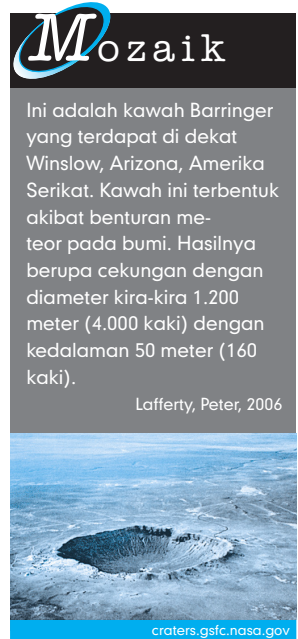 Mozaik
Ini adalah kawah Barringer
yang terdapat di dekat
Winslow, Arizona, Amerika
Serikat. Kawah ini terbentuk
akibat benturan me-
teor pada bumi. Hasilnya
berupa cekungan dengan
diameter kira-kira 1.200
meter (4.000 kaki) dengan
kedalaman 50 meter (160
kaki).
Lafferty, Peter, 2006
craters.gsfc.nasa.gov